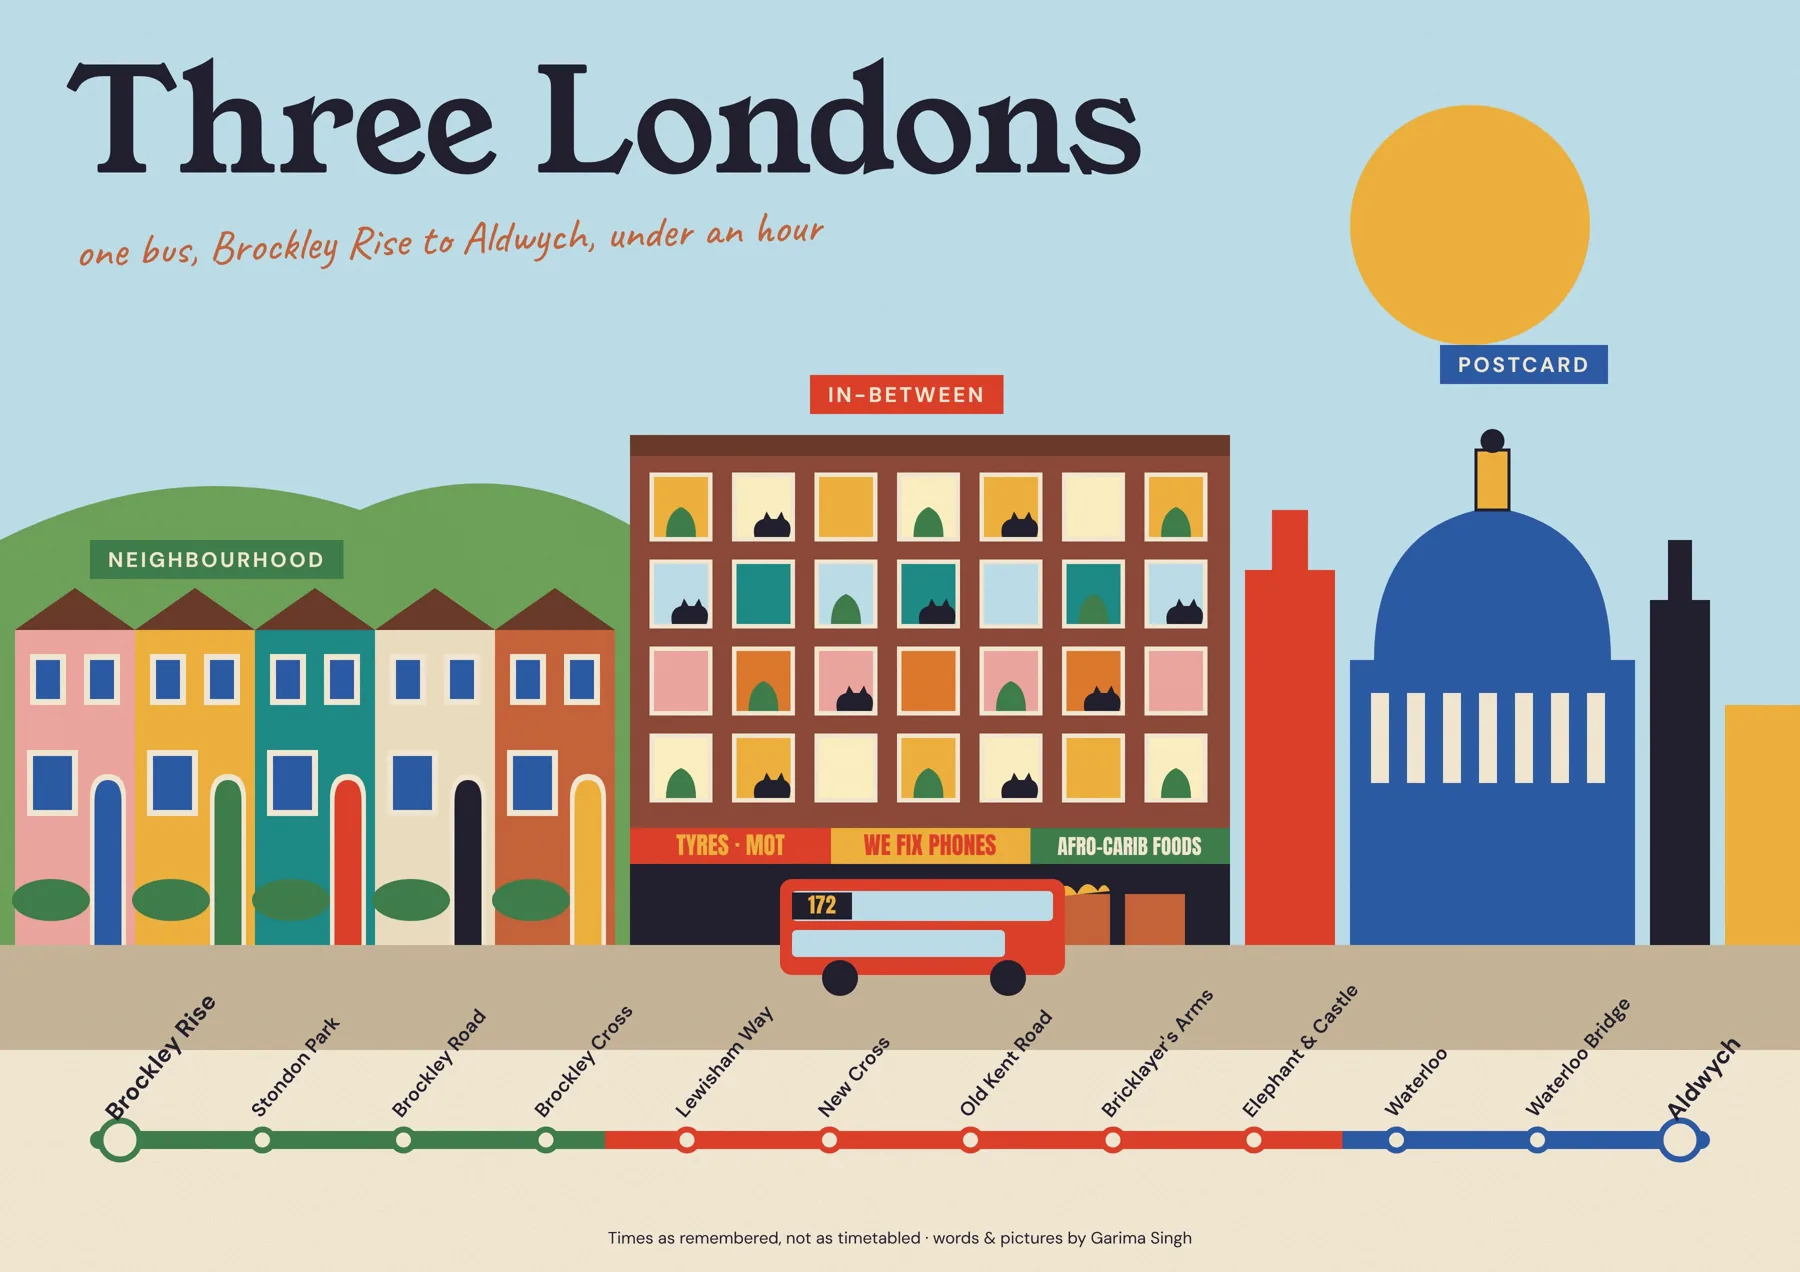 Three Londons
one bus, Brockley Rise to Aldwych, under an hour
POSTCARD
IN-BETWEEN
NEIGHBOURHOOD
TYRES · MOT
WE FIX PHONES
AFRO-CARIB FOODS
172
Brockley Rise
Stondon Park
Brockley Road
Brockley Cross
Lewisham Way
New Cross
Old Kent Road
Bricklayer's Arms
Elephant & Castle
Waterloo
Waterloo Bridge
Aldwych
Times as remembered, not as timetabled · words & pictures by Garima Singh